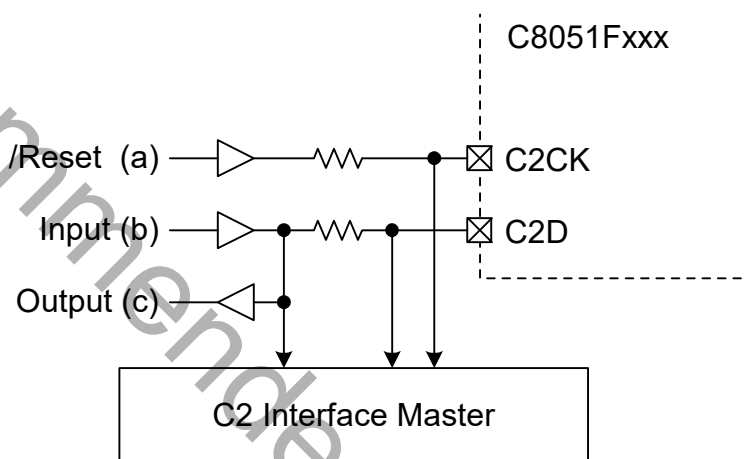 C8051Fxxx
/Reset (a)
C2CK
Input (b)
C2D
Output (c)
C2 Interface Master